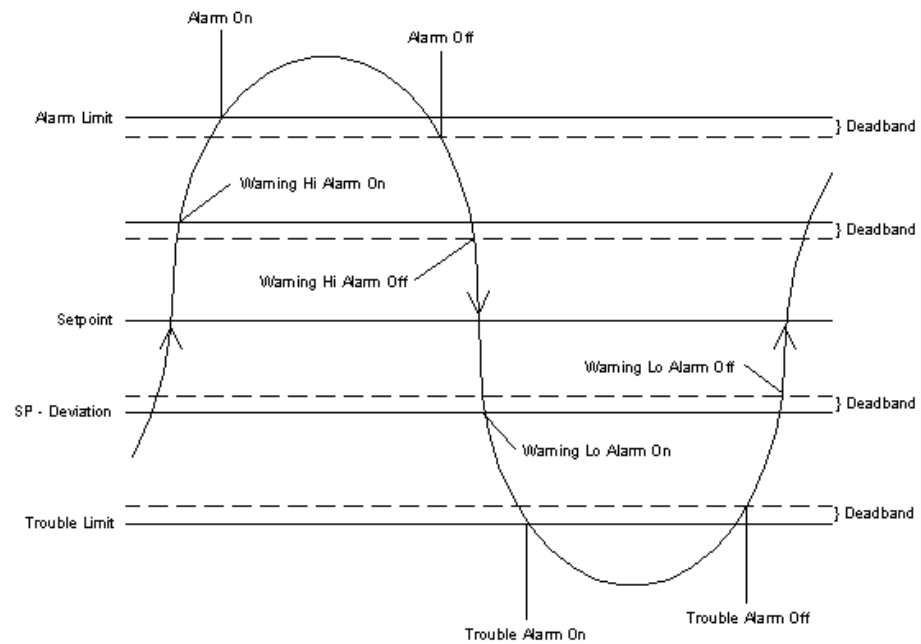 Alarm On
Alarm Off
Alarm Limit
} Deadband
Warning Hi Alarm On
} Deadband
Warning Hi Alarm Off
Setpoint
Warning Lo Alarm Off
SP - Deviation
} Deadband
Warning Lo Alarm On
Trouble Limit
} Deadband
Trouble Alarm Off
Trouble Alarm On